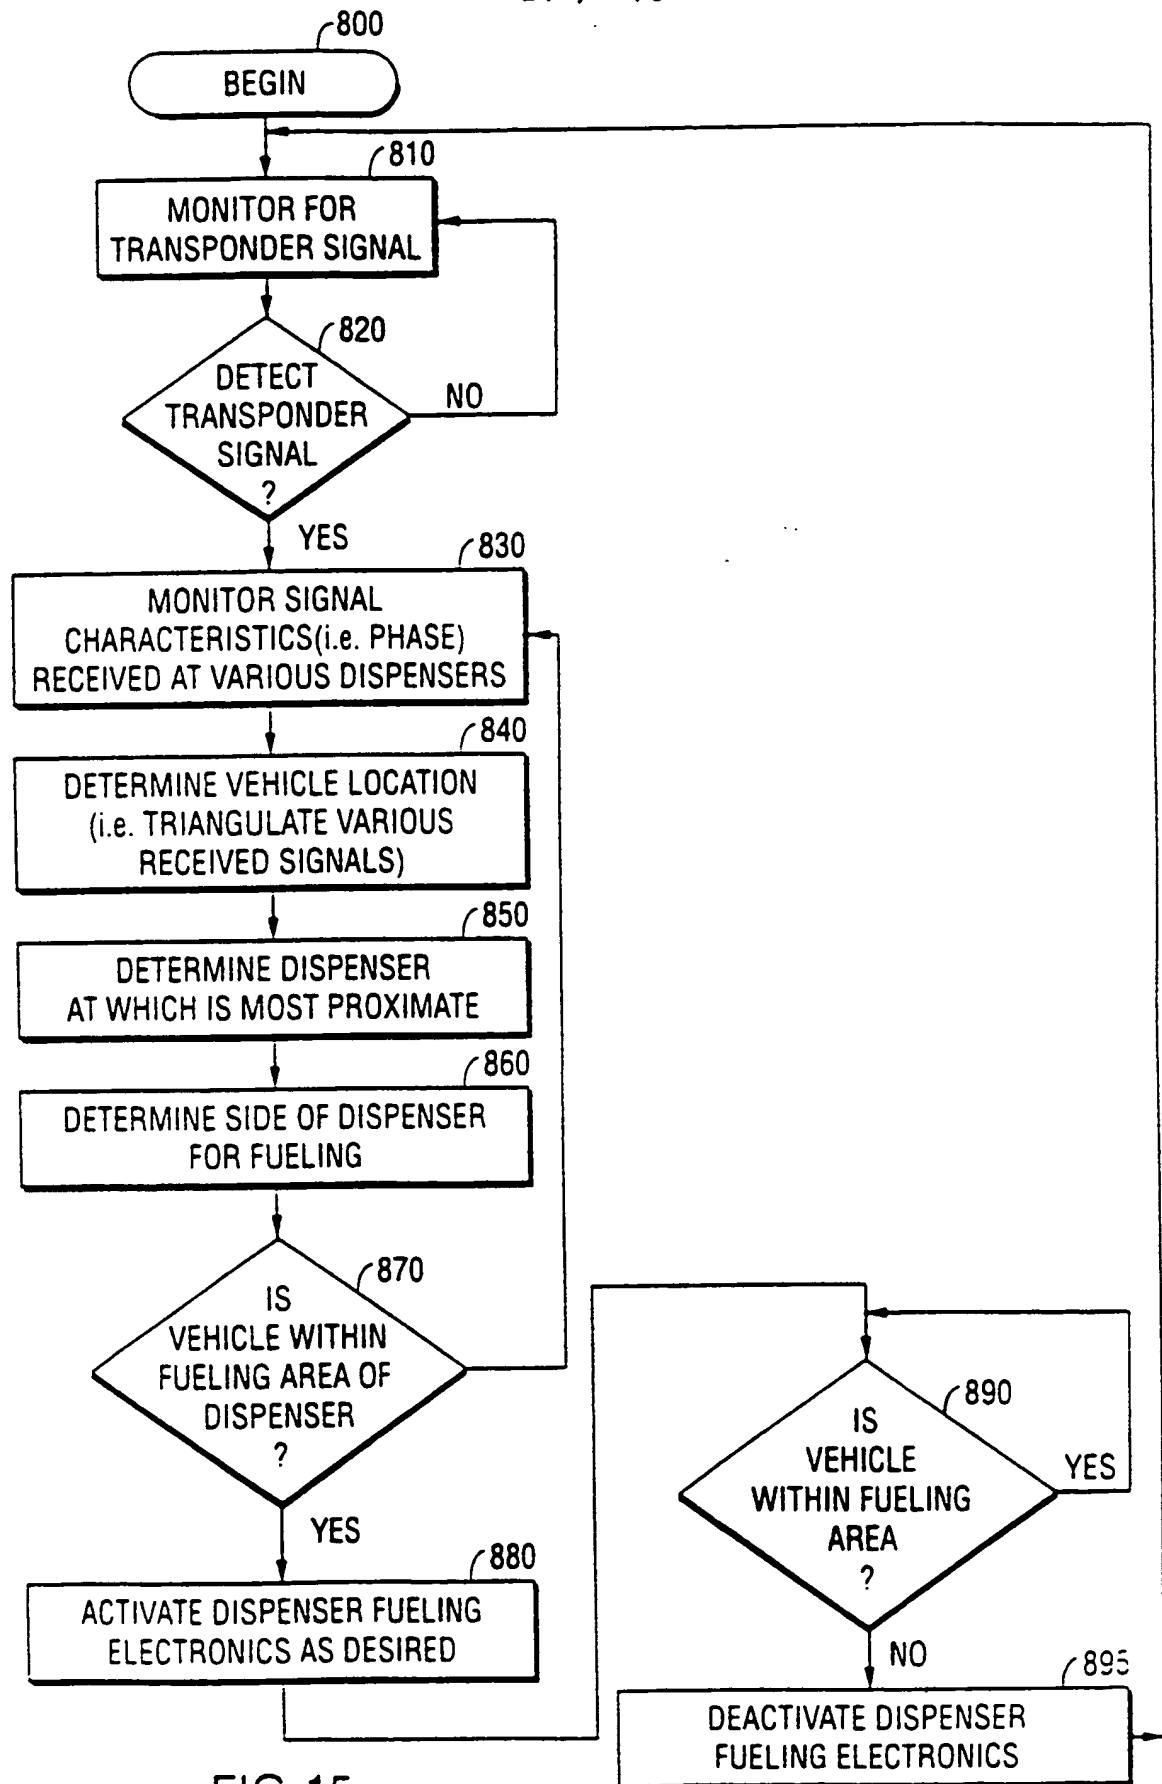 800
BEGIN
810
MONITOR FOR
TRANSPONDER SIGNAL
820
DETECT
TRANSPONDER
SIGNAL
?
NO
YES
830
MONITOR SIGNAL
CHARACTERISTICS(i.e. PHASE)
RECEIVED AT VARIOUS DISPENSERS
840
DETERMINE VEHICLE LOCATION
(i.e. TRIANGULATE VARIOUS
RECEIVED SIGNALS)
850
DETERMINE DISPENSER
AT WHICH IS MOST PROXIMATE
860
DETERMINE SIDE OF DISPENSER
FOR FUELING
870
IS
VEHICLE WITHIN
FUELING AREA OF
DISPENSER
?
YES
880
ACTIVATE DISPENSER FUELING
ELECTRONICS AS DESIRED
890
IS
VEHICLE
WITHIN FUELING
AREA
?
YES
NO
895
DEACTIVATE DISPENSER
FUELING ELECTRONICS
FIG. 15